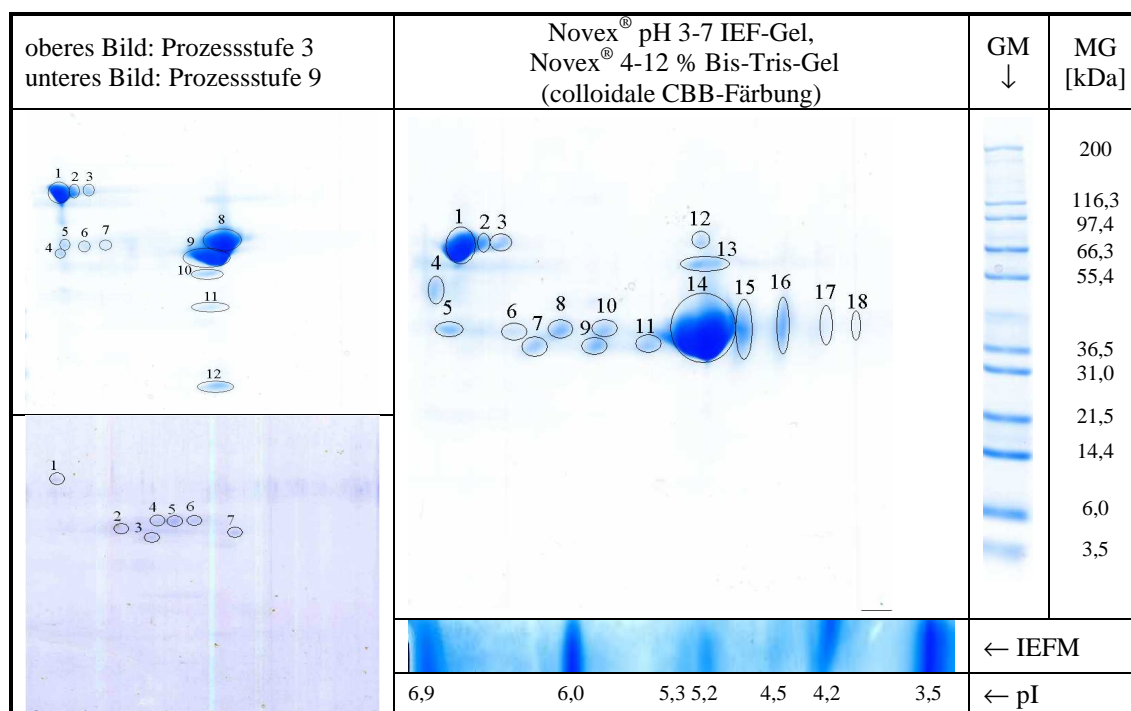 oberes Bild: Prozessstufe 3
unteres Bild: Prozessstufe 9
Novex® pH 3-7 IEF-Gel,
Novex® 4-12 % Bis-Tris-Gel
(colloidale CBB-Färbung)
GM
↓
MG
[kDa]
1 2 3
5 6 7
4
8
9
10
11
12
1
2 3 4 5 6 7
1 2 3
4
5 6 7 8 9 10 11
12
13
14 15 16 17 18
200
116,3
97,4
66,3
55,4
36,5
31,0
21,5
14,4
6,0
3,5
← IEFM
6,9 6,0 5,3 5,2 4,5 4,2 3,5
← pI